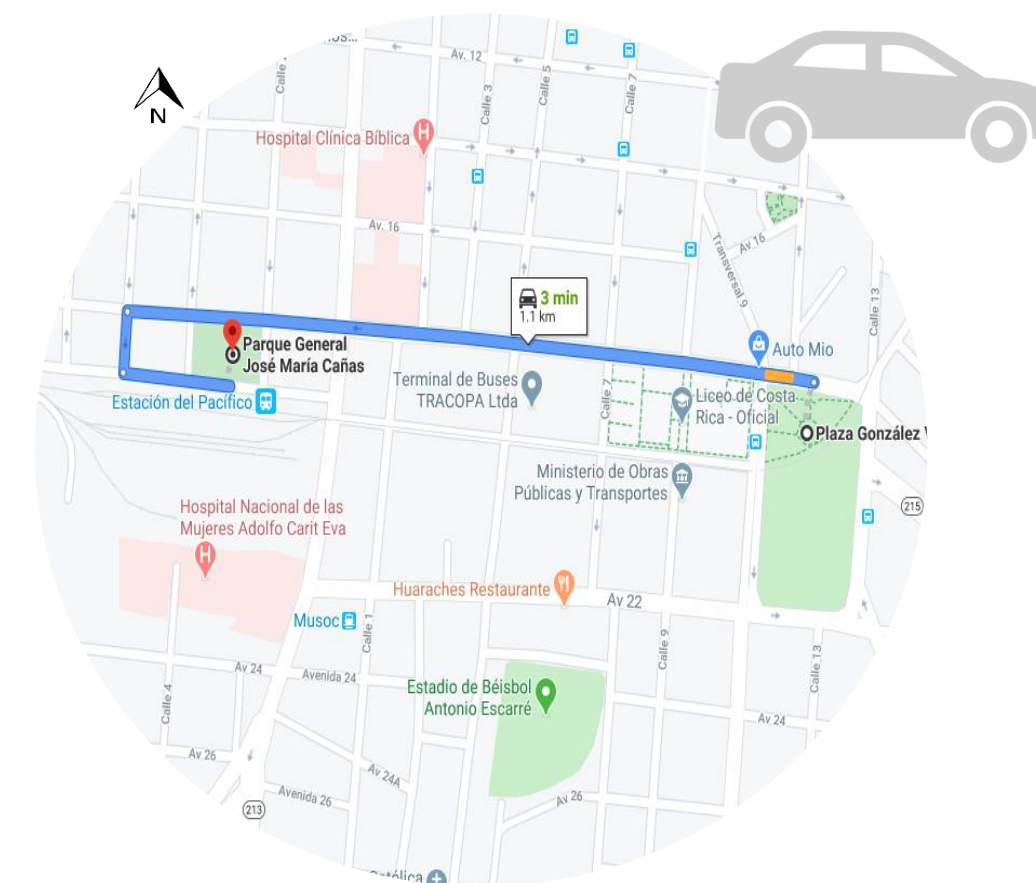 Av. 12
Calle 3
Calle 5
Calle 7
N
Hospital Clínica Bíblica
H
Av. 16
Av 16
Transversal 9
Calle 13
3 min
1.1 km
Parque General
José María Cañas
Auto Mio
Estación del Pacífico
Terminal de Buses
TRACOPA Ltda
Calle 7
Liceo de Costa
Rica - Oficial
Plaza González
Ministerio de Obras
Públicas y Transportes
215
Hospital Nacional de las
Mujeres Adolfo Carit Eva
H
Huaraches Restaurante
Av 22
Musoc
Calle 1
Calle 9
Calle 13
Av 24
Avenida 24
Calle 4
Estadio de Béisbol
Antonio Escarré
Av 24
Av 26
Av 24A
Avenida 26
Av 26
213